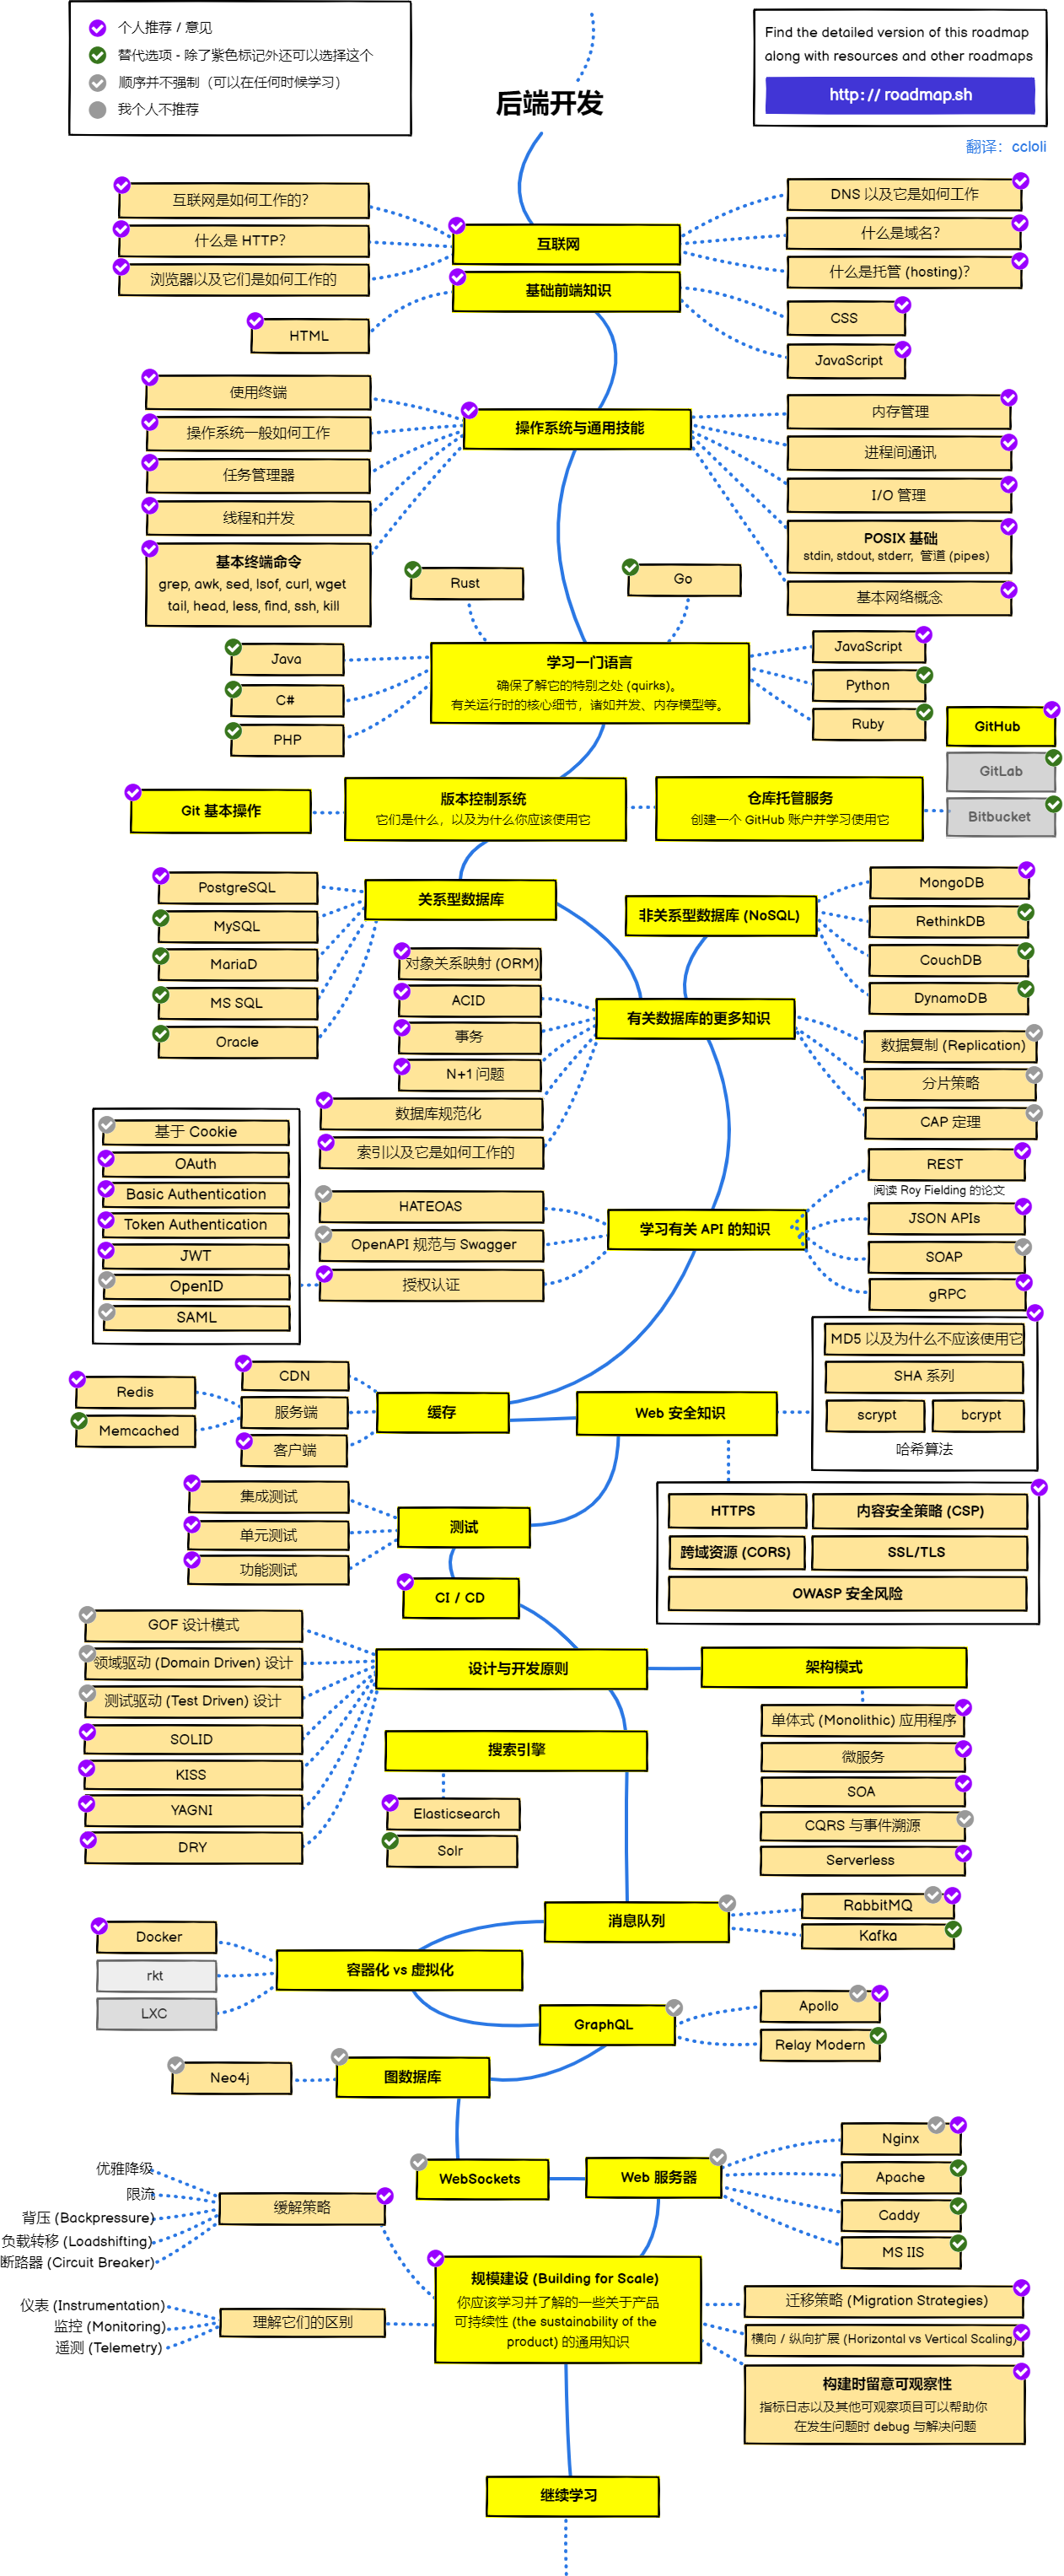 个人推荐 / 意见
替代选项 - 除了紫色标记外还可以选择这个
顺序并不强制（可以在任何时候学习）
我个人不推荐
后端开发
Find the detailed version of this roadmap
along with resources and other roadmaps
http://roadmap.sh
翻译：ccloli
互联网是如何工作的？
什么是 HTTP？
浏览器以及它们是如何工作的
互联网
DNS 以及它是如何工作
什么是域名？
什么是托管 (hosting)？
基础前端知识
HTML
CSS
JavaScript
使用终端
操作系统一般如何工作
任务管理器
线程和并发
基本终端命令
grep, awk, sed, lsof, curl, wget
tail, head, less, find, ssh, kill
操作系统与通用技能
内存管理
进程间通讯
I/O 管理
POSIX 基础
stdin, stdout, stderr, 管道 (pipes)
基本网络概念
Rust
Go
Java
C#
PHP
学习一门语言
确保了解它的特别之处 (quirks)。
有关运行时的核心细节，诸如并发、内存模型等。
JavaScript
Python
Ruby
GitHub
GitLab
Bitbucket
Git 基本操作
版本控制系统
它们是什么，以及为什么你应该使用它
仓库托管服务
创建一个 GitHub 账户并学习使用它
PostgreSQL
MySQL
MariaD
MS SQL
Oracle
关系型数据库
非关系型数据库 (NoSQL)
MongoDB
RethinkDB
CouchDB
DynamoDB
对象关系映射 (ORM)
ACID
事务
N+1 问题
数据库规范化
索引以及它是如何工作的
有关数据库的更多知识
数据复制 (Replication)
分片策略
CAP 定理
基于 Cookie
OAuth
Basic Authentication
Token Authentication
JWT
OpenID
SAML
HATEOAS
OpenAPI 规范与 Swagger
授权认证
学习有关 API 的知识
REST
阅读 Roy Fielding 的论文
JSON APIs
SOAP
gRPC
Redis
Memcached
CDN
服务端
客户端
缓存
Web 安全知识
MD5 以及为什么不应该使用它
SHA 系列
scrypt
bcrypt
哈希算法
HTTPS
内容安全策略 (CSP)
跨域资源 (CORS)
SSL/TLS
OWASP 安全风险
集成测试
单元测试
功能测试
测试
CI / CD
GOF 设计模式
领域驱动 (Domain Driven) 设计
测试驱动 (Test Driven) 设计
SOLID
KISS
YAGNI
DRY
设计与开发原则
架构模式
单体式 (Monolithic) 应用程序
微服务
SOA
CQRS 与事件溯源
Serverless
搜索引擎
Elasticsearch
Solr
消息队列
RabbitMQ
Kafka
Docker
rkt
LXC
容器化 vs 虚拟化
GraphQL
Apollo
Relay Modern
Neo4j
图数据库
WebSockets
Web 服务器
Nginx
Apache
Caddy
MS IIS
优雅降级
限流
背压 (Backpressure)
负载转移 (Loadshifting)
断路器 (Circuit Breaker)
缓解策略
仪表 (Instrumentation)
监控 (Monitoring)
遥测 (Telemetry)
理解它们的区别
规模建设 (Building for Scale)
你应该学习并了解的一些关于产品
可持续性 (the sustainability of the
product) 的通用知识
迁移策略 (Migration Strategies)
横向 / 纵向扩展 (Horizontal vs Vertical Scaling)
构建时留意可观察性
指标日志以及其他可观察项目可以帮助你
在发生问题时 debug 与解决问题
继续学习